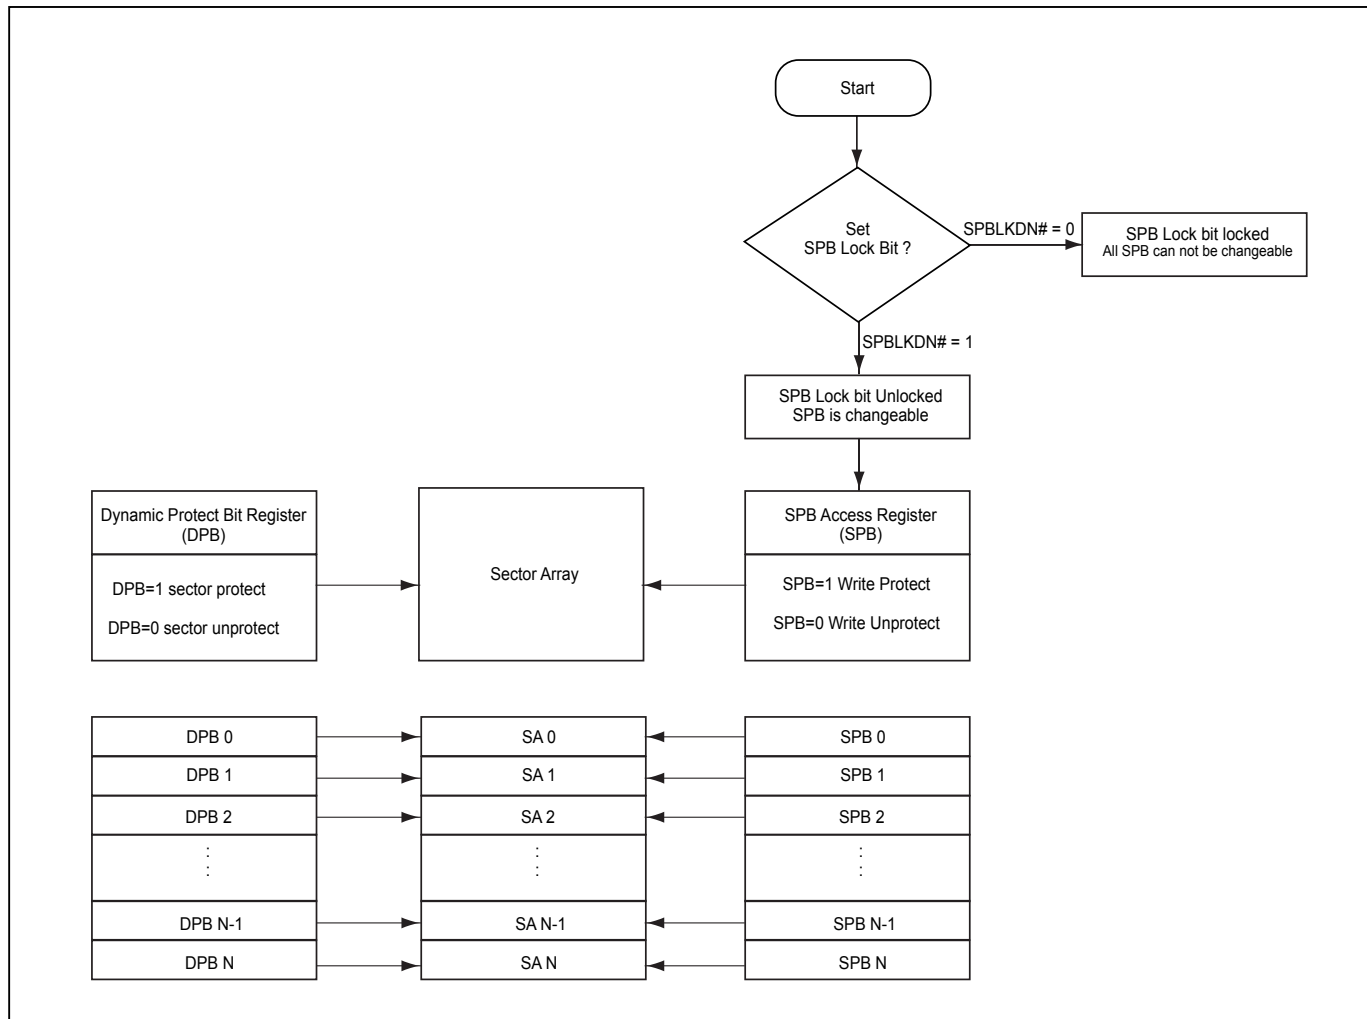 Start
Set
SPB Lock Bit ?
SPBLKDN# = 0
SPB Lock bit locked
All SPB can not be changeable
SPBLKDN# = 1
SPB Lock bit Unlocked
SPB is changeable
Dynamic Protect Bit Register
(DPB)
DPB=1 sector protect
DPB=0 sector unprotect
Sector Array
SPB Access Register
(SPB)
SPB=1 Write Protect
SPB=0 Write Unprotect
DPB 0
SA 0
SPB 0
DPB 1
SA 1
SPB 1
DPB 2
SA 2
SPB 2
DPB N-1
SA N-1
SPB N-1
DPB N
SA N
SPB N